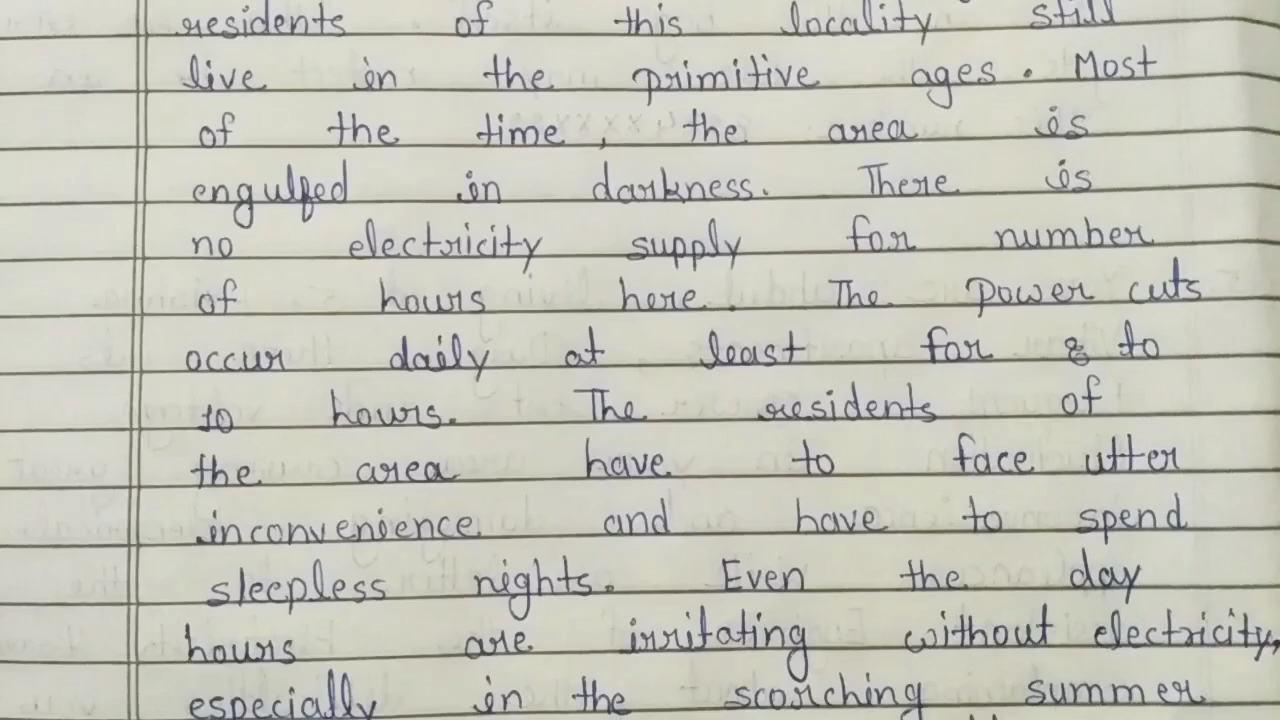 residents of this locality still
live in the primitive ages. Most
of the time, the area is
engulfed in darkness. There is
no electricity supply for number
of hours here. The power cuts
occur daily at least for 8 to
10 hours. The residents of
the area have to face utter
inconvenience and have to spend
sleepless nights. Even the day
hours are irritating without electricity,
especially in the scorching summer